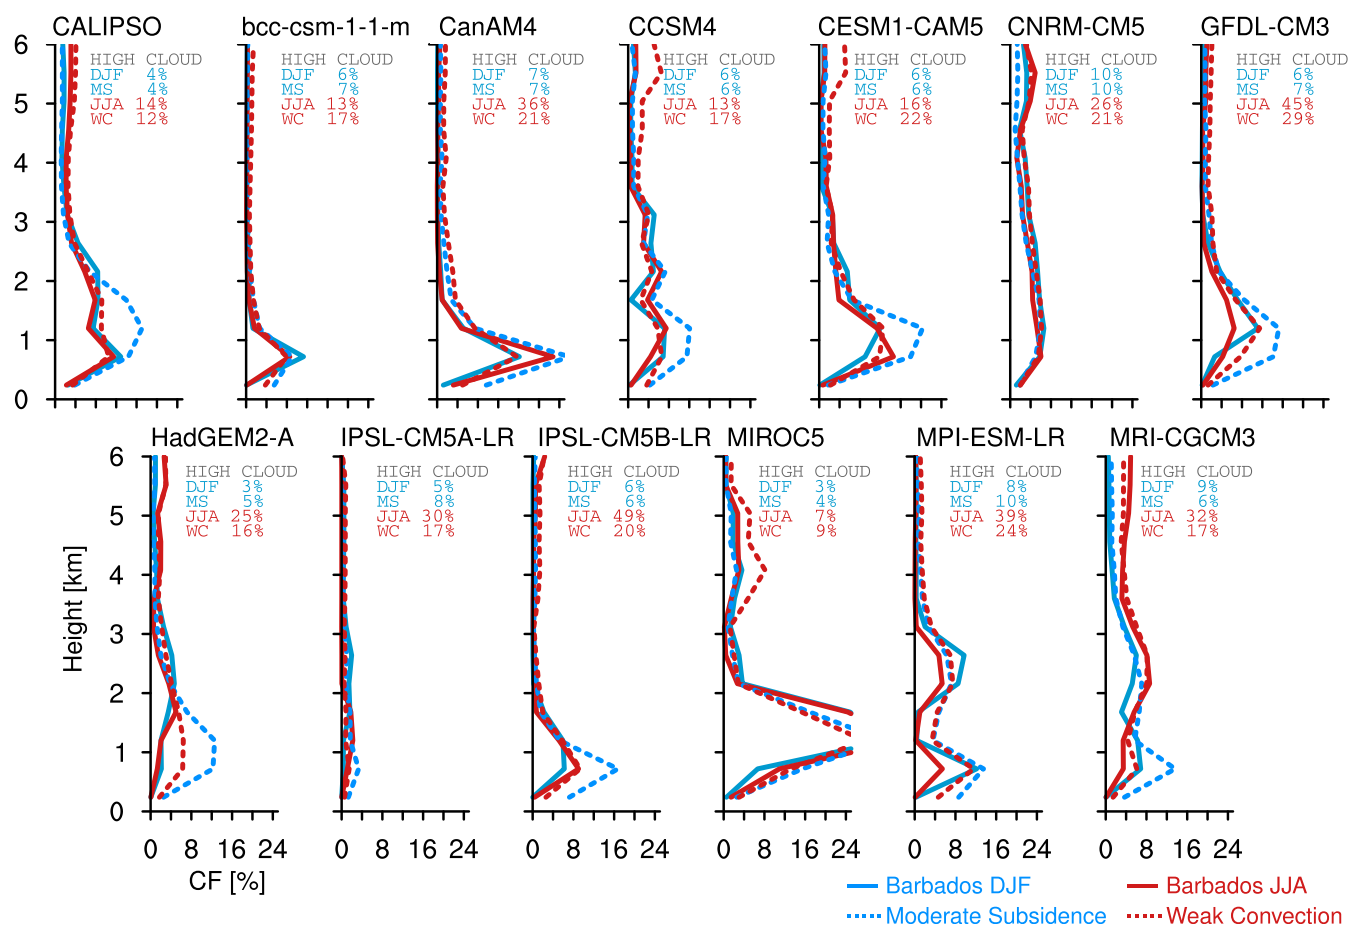 CALIPSO bcc-csm-1-1-m CanAM4 CCSM4 CESM1-CAM5 CNRM-CM5 GFDL-CM3
6
5
4
3
2
1
0
HIGH CLOUD
DJF 4%
MS 4%
JJA 14%
WC 12%
HIGH CLOUD
DJF 6%
MS 7%
JJA 13%
WC 17%
HIGH CLOUD
DJF 7%
MS 7%
JJA 36%
WC 21%
HIGH CLOUD
DJF 6%
MS 6%
JJA 13%
WC 17%
HIGH CLOUD
DJF 6%
MS 6%
JJA 16%
WC 22%
HIGH CLOUD
DJF 10%
MS 10%
JJA 26%
WC 21%
HIGH CLOUD
DJF 6%
MS 7%
JJA 45%
WC 29%
HadGEM2-A IPSL-CM5A-LR IPSL-CM5B-LR MIROC5 MPI-ESM-LR MRI-CGCM3
Height [km]
6
5
4
3
2
1
0
HIGH CLOUD
DJF 3%
MS 5%
JJA 25%
WC 16%
HIGH CLOUD
DJF 5%
MS 8%
JJA 30%
WC 17%
HIGH CLOUD
DJF 6%
MS 6%
JJA 49%
WC 20%
HIGH CLOUD
DJF 3%
MS 4%
JJA 7%
WC 9%
HIGH CLOUD
DJF 8%
MS 10%
JJA 39%
WC 24%
HIGH CLOUD
DJF 9%
MS 6%
JJA 32%
WC 17%
0 8 16 24 0 8 16 24 0 8 16 24 0 8 16 24 0 8 16 24 0 8 16 24
CF [%]
Barbados DJF Barbados JJA
Moderate Subsidence Weak Convection